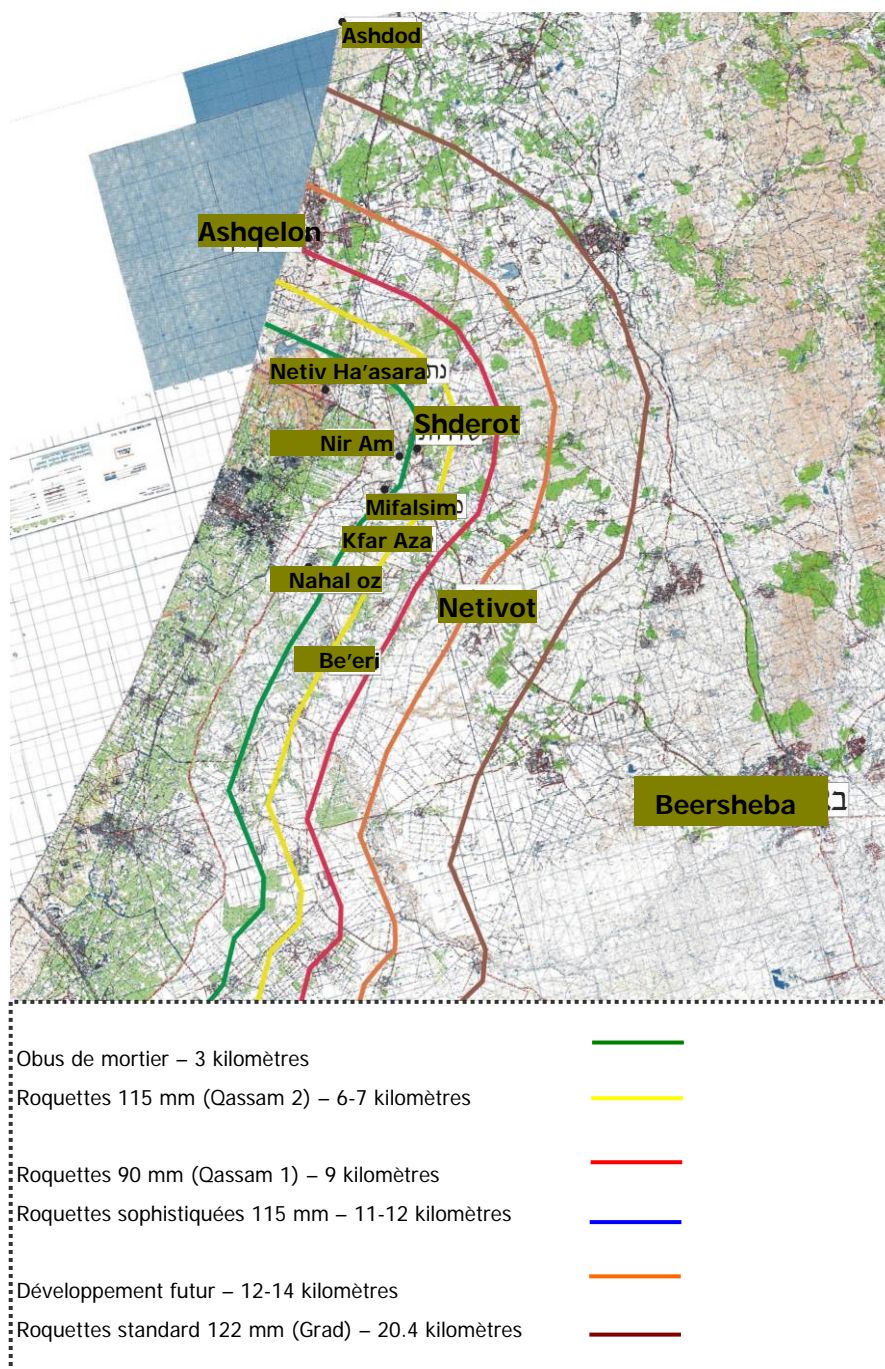 Ashdod
Ashqelon
Netiv Ha'asara נת
Shderot
שדרות
Nir Am
Mifalsim
Kfar Aza
Nahal oz
Netivot
Be'eri
Beersheba
Obus de mortier – 3 kilomètres
Roquettes 115 mm (Qassam 2) – 6-7 kilomètres
Roquettes 90 mm (Qassam 1) – 9 kilomètres
Roquettes sophistiquées 115 mm – 11-12 kilomètres
Développement futur – 12-14 kilomètres
Roquettes standard 122 mm (Grad) – 20.4 kilomètres